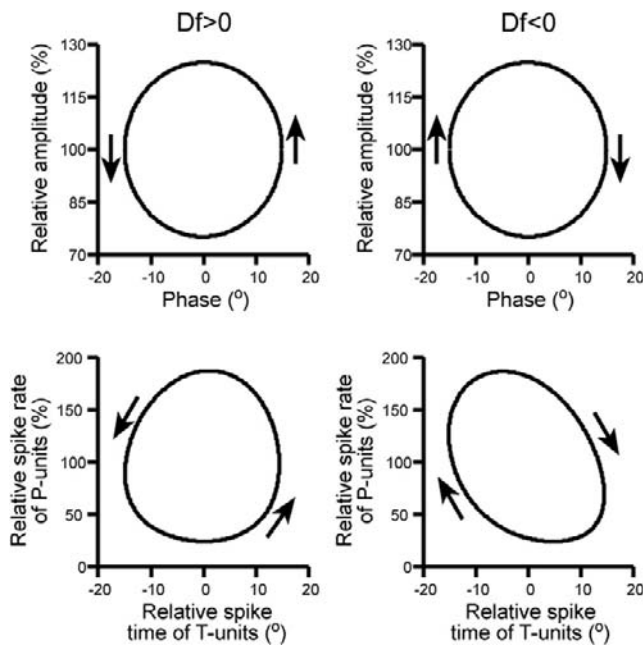 Df>0
Df<0
Relative amplitude (%)
130
115
100
85
70
-20
-10
0
10
20
Phase (º)
Relative amplitude (%)
130
115
100
85
70
-20
-10
0
10
20
Phase (º)
Relative spike rate
of P-units (%)
200
150
100
50
0
-20
-10
0
10
20
Relative spike
time of T-units (º)
Relative spike rate
of P-units (%)
200
150
100
50
0
-20
-10
0
10
20
Relative spike
time of T-units (º)